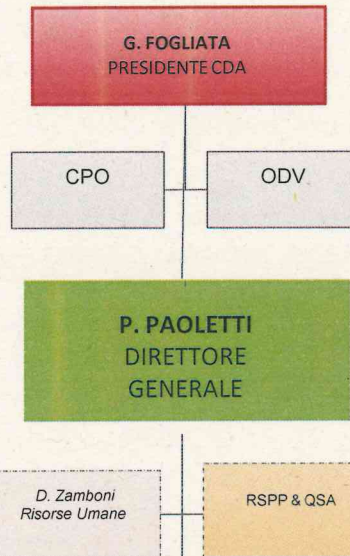 G. FOGLIATA
PRESIDENTE CDA
CPO
ODV
P. PAOLETTI
DIRETTORE
GENERALE
D. Zamboni
Risorse Umane
RSPP & QSA